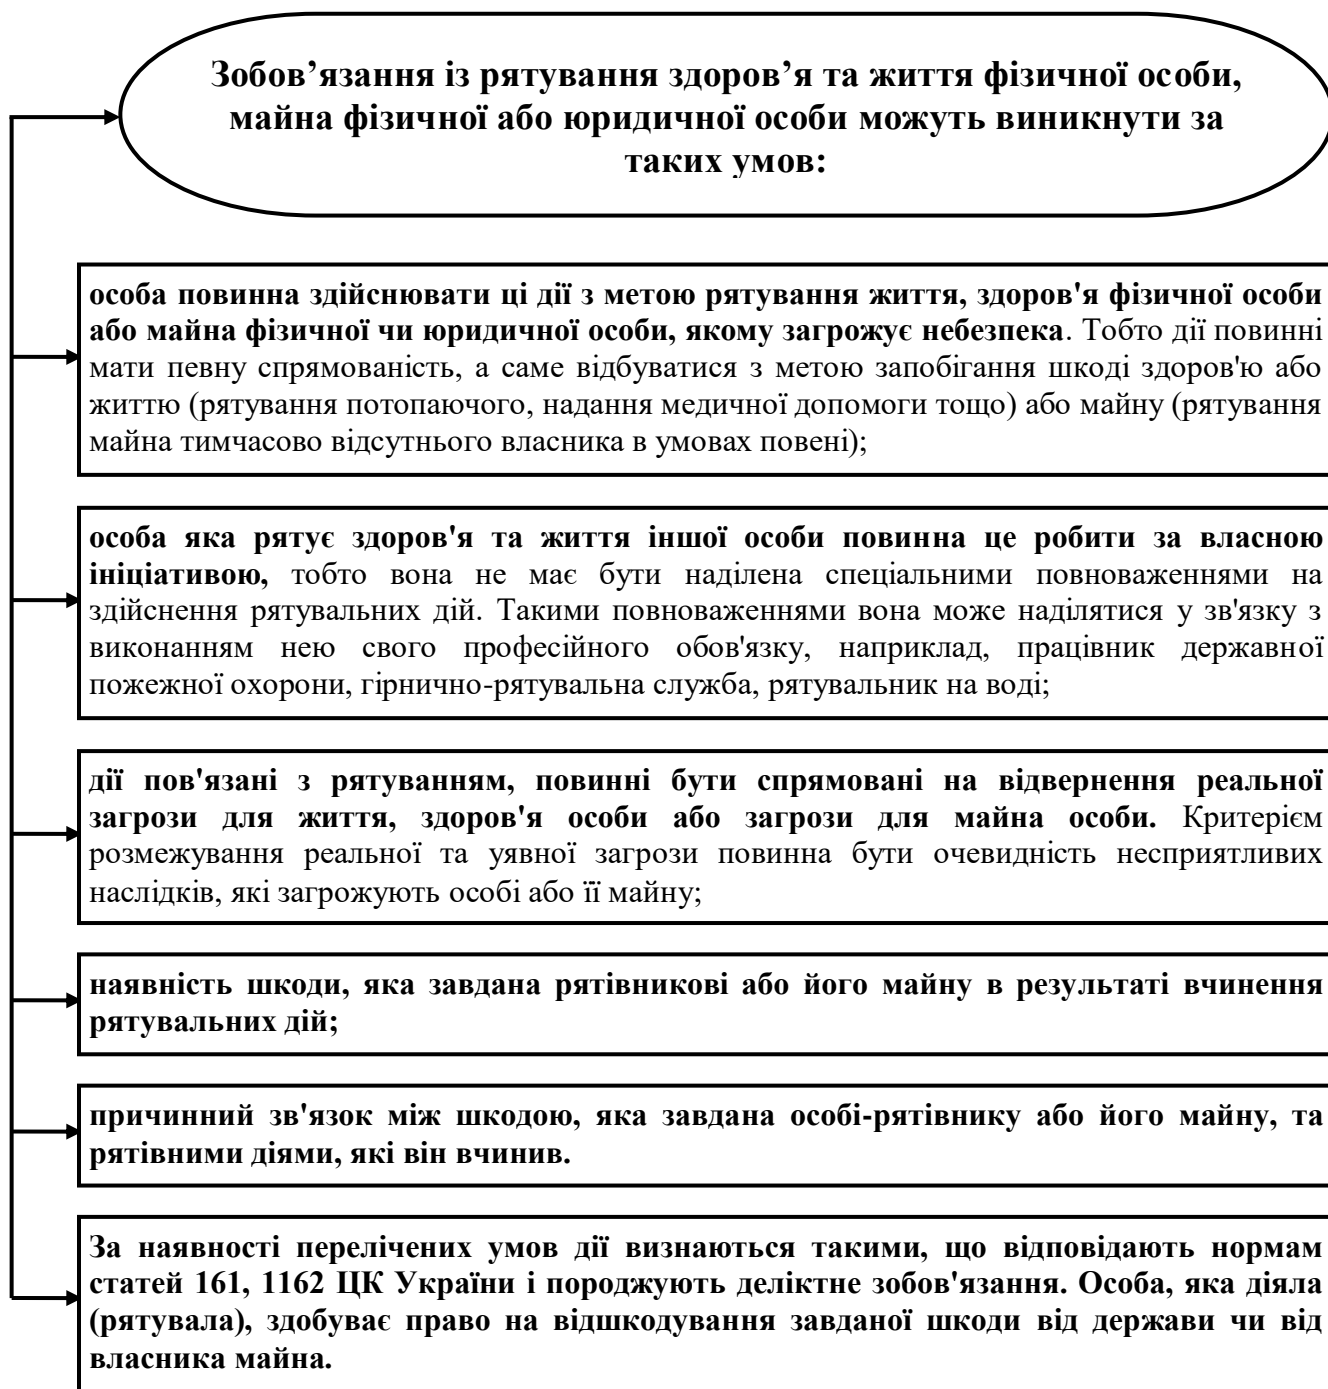 Зобов’язання із рятування здоров’я та життя фізичної особи,
майна фізичної або юридичної особи можуть виникнути за
таких умов:
особа повинна здійснювати ці дії з метою рятування життя, здоров'я фізичної особи
або майна фізичної чи юридичної особи, якому загрожує небезпека. Тобто дії повинні
мати певну спрямованість, а саме відбуватися з метою запобігання шкоді здоров'ю або
життю (рятування потопаючого, надання медичної допомоги тощо) або майну (рятування
майна тимчасово відсутнього власника в умовах повені);
особа яка рятує здоров'я та життя іншої особи повинна це робити за власною
ініціативою, тобто вона не має бути наділена спеціальними повноваженнями на
здійснення рятувальних дій. Такими повноваженнями вона може наділятися у зв'язку з
виконанням нею свого професійного обов'язку, наприклад, працівник державної
пожежної охорони, гірнично-рятувальна служба, рятувальник на воді;
дії пов'язані з рятуванням, повинні бути спрямовані на відвернення реальної
загрози для життя, здоров'я особи або загрози для майна особи. Критерієм
розмежування реальної та уявної загрози повинна бути очевидність несприятливих
наслідків, які загрожують особі або її майну;
наявність шкоди, яка завдана рятівникові або його майну в результаті вчинення
рятувальних дій;
причинний зв'язок між шкодою, яка завдана особі-рятівнику або його майну, та
рятівними діями, які він вчинив.
За наявності перелічених умов дії визнаються такими, що відповідають нормам
статей 161, 1162 ЦК України і породжують деліктне зобов'язання. Особа, яка діяла
(рятувала), здобуває право на відшкодування завданої шкоди від держави чи від
власника майна.